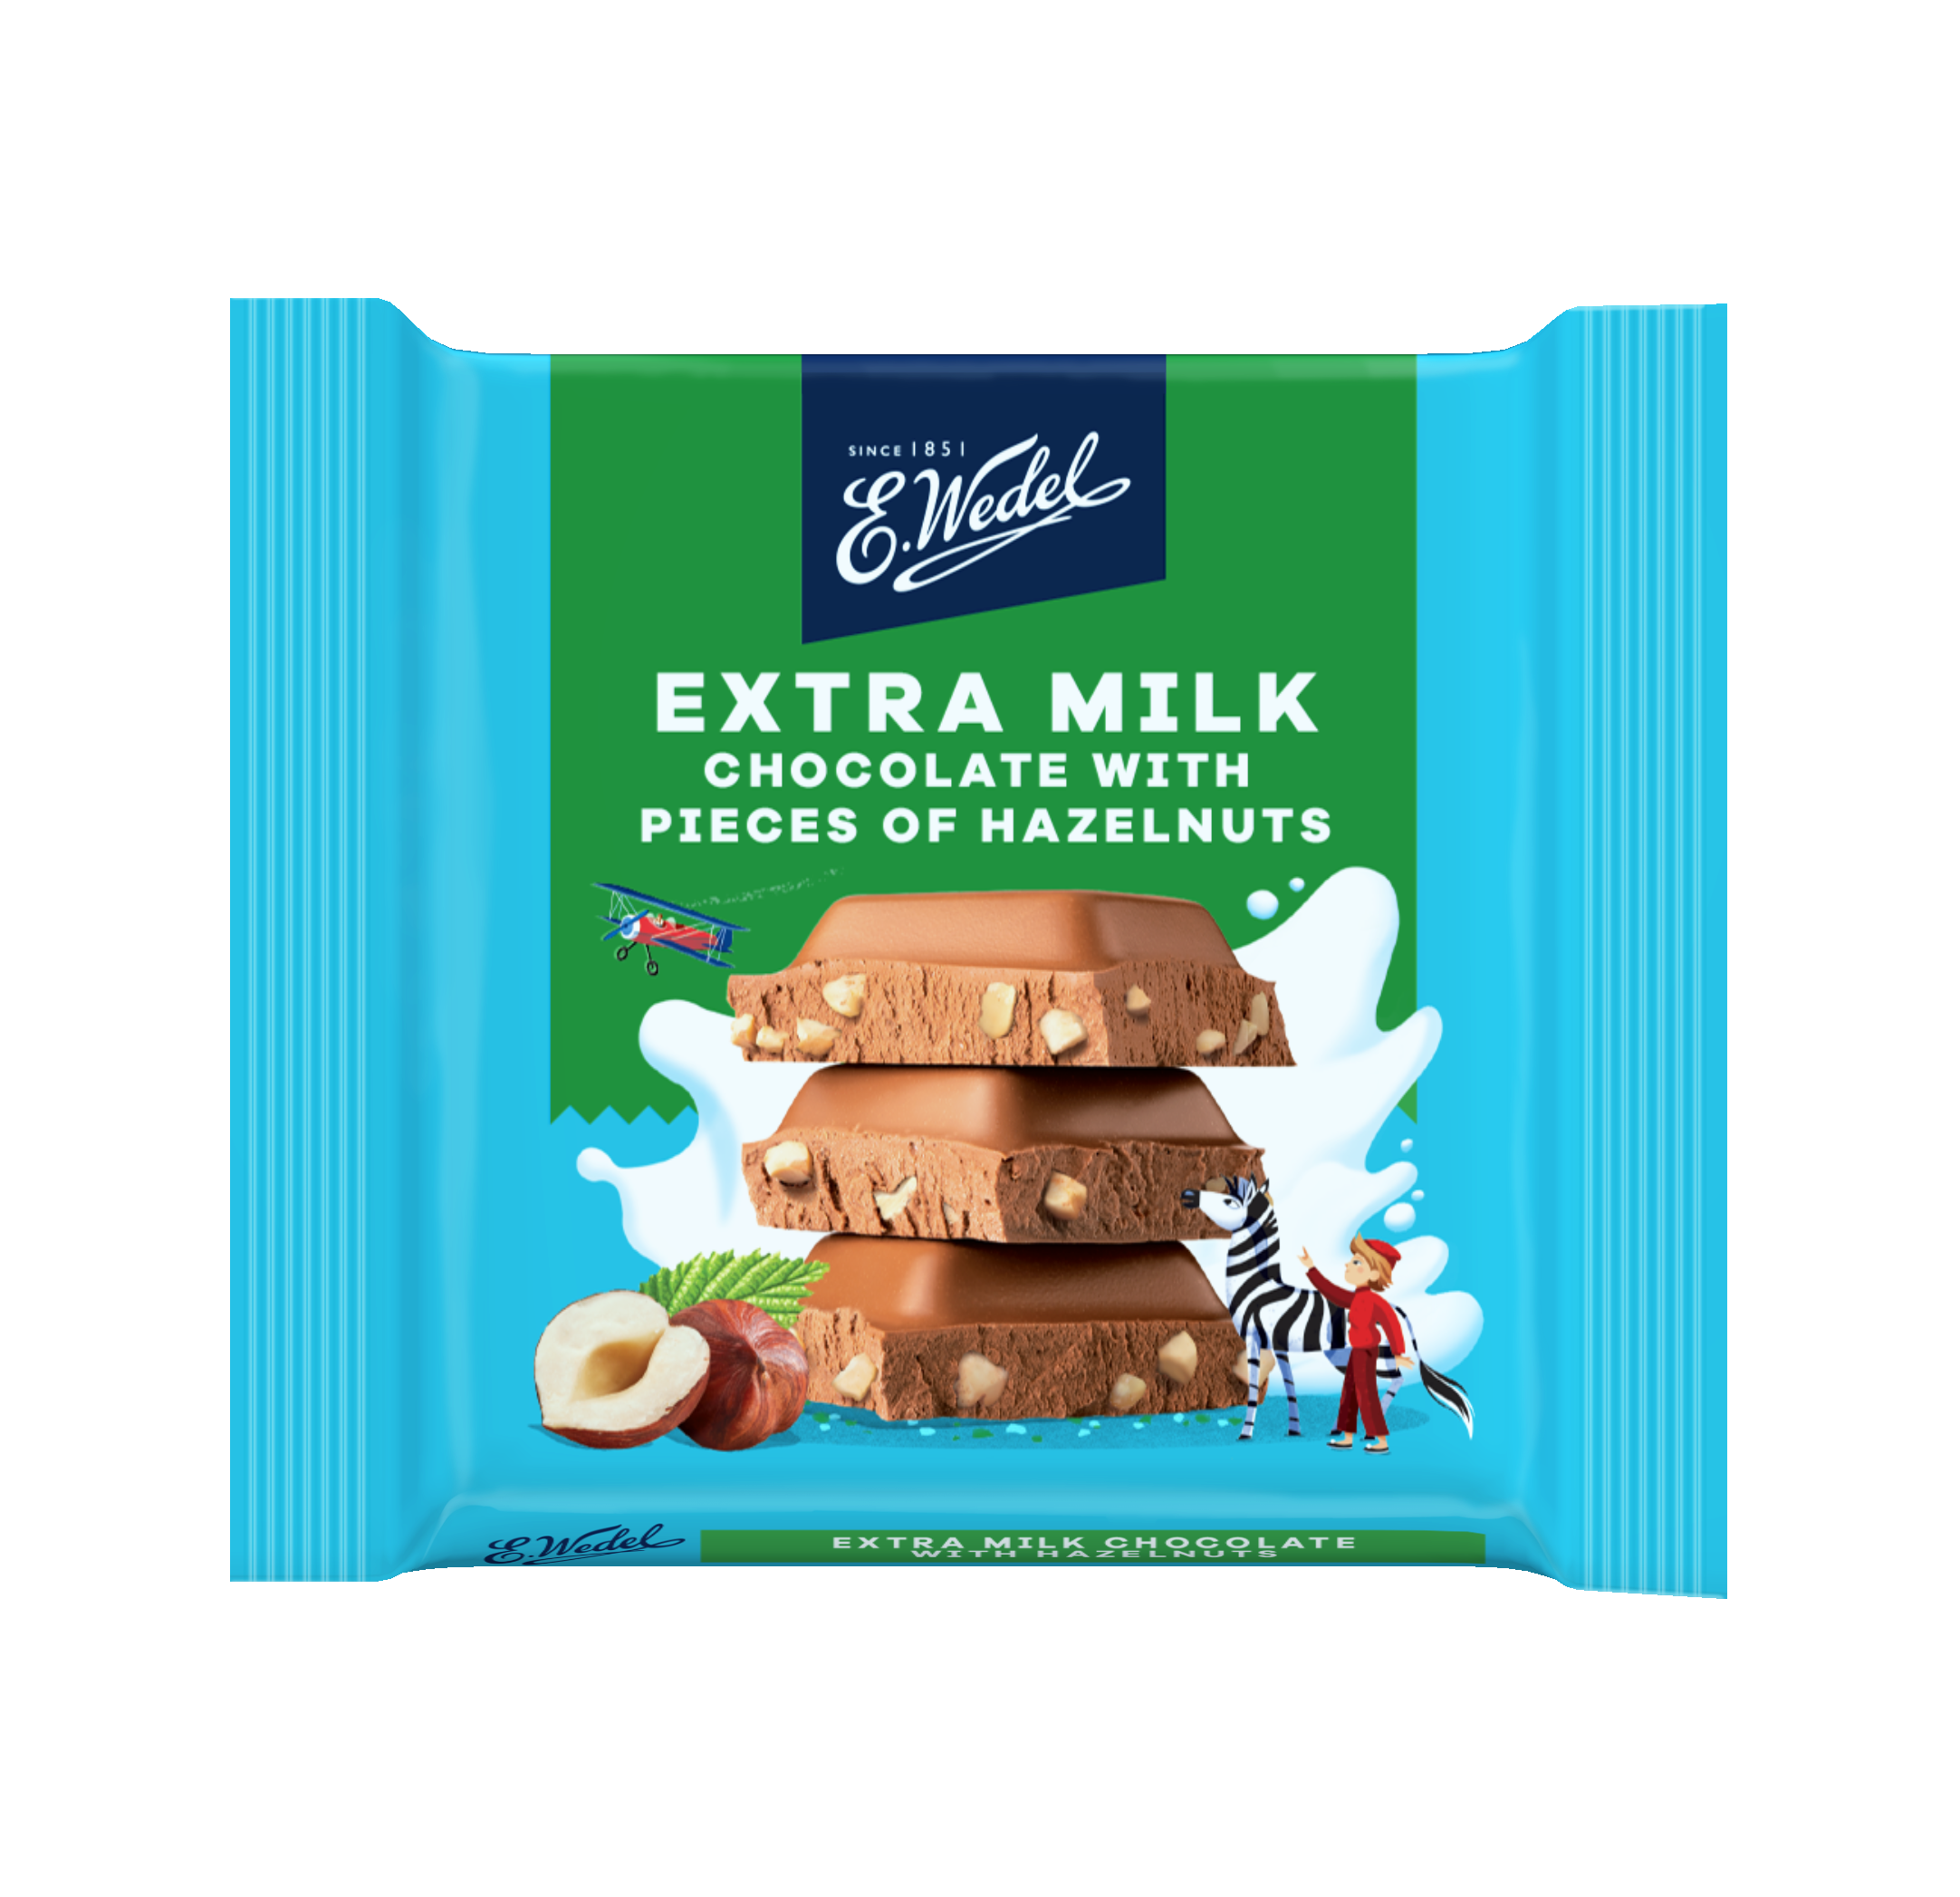 SINCE 1851
E.Wedel
EXTRA MILK
CHOCOLATE WITH
PIECES OF HAZELNUTS
E.Wedel
EXTRA MILK CHOCOLATE
WITH HAZELNUTS